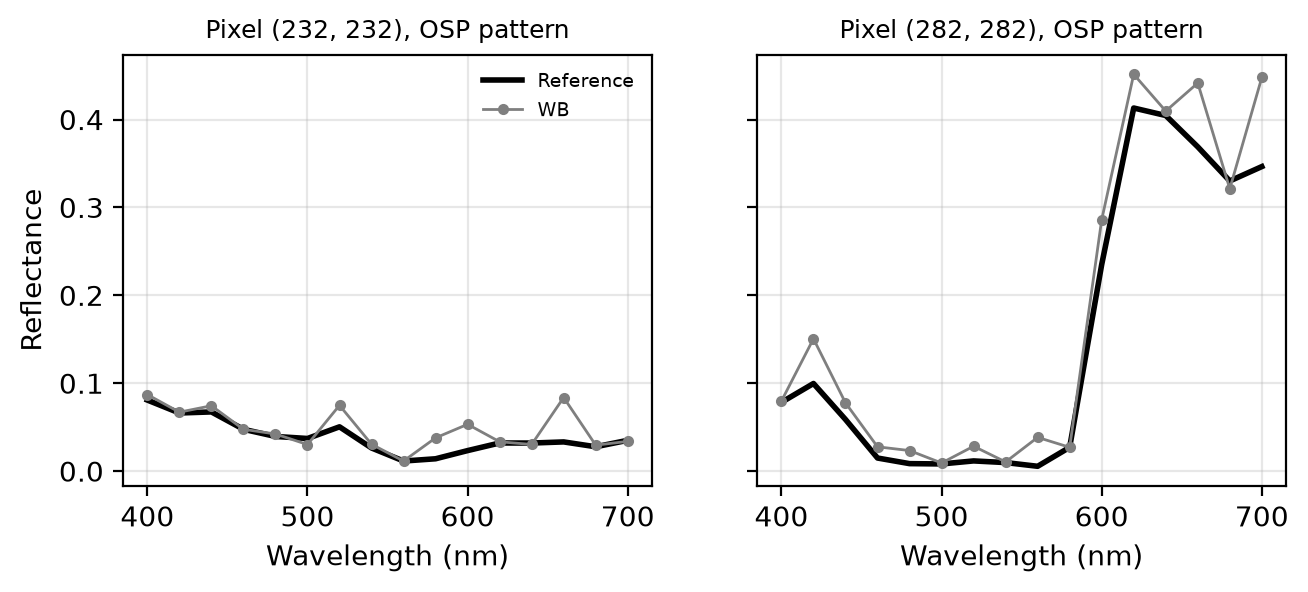 Pixel (232, 232), OSP pattern
Pixel (282, 282), OSP pattern
Reference
WB
Reflectance
0.4
0.3
0.2
0.1
0.0
400 500 600 700
400 500 600 700
Wavelength (nm)
Wavelength (nm)